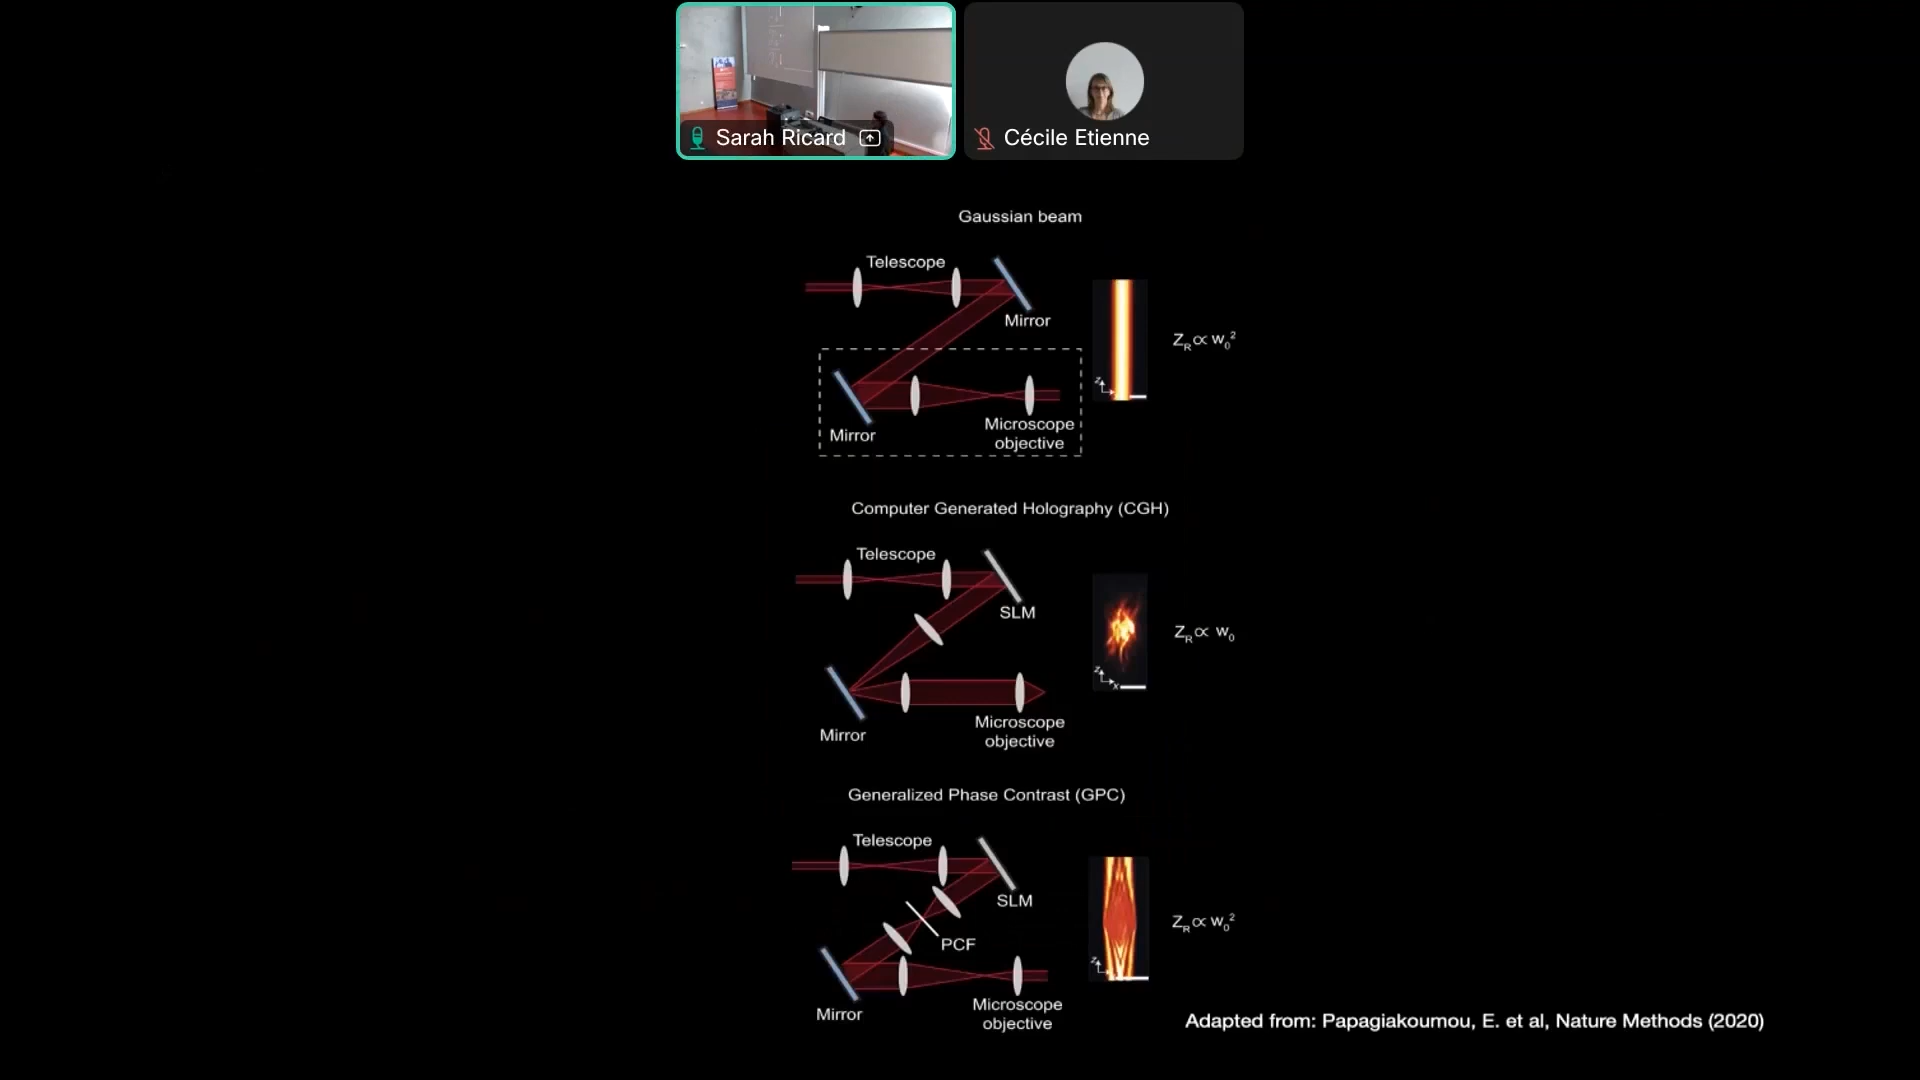 Sarah Ricard
Cécile Etienne
Gaussian beam
Telescope
Mirror
Z_R ∝ w_0^2
z
Mirror
Microscope
objective
Computer Generated Holography (CGH)
Telescope
SLM
Z_R ∝ w_0
z
x
Mirror
Microscope
objective
Generalized Phase Contrast (GPC)
Telescope
SLM
PCF
Z_R ∝ w_0^2
z
Mirror
Microscope
objective
Adapted from: Papagiakoumou, E. et al, Nature Methods (2020)